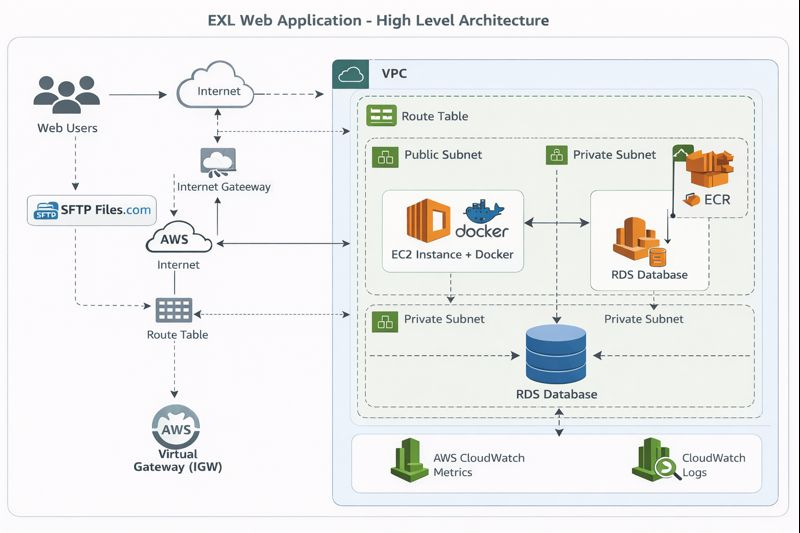 EXL Web Application - High Level Architecture
Web Users
Internet
Internet Gateeway
SFTP
SFTP Files.com
AWS
Internet
Route Table
AWS
Virtual
Gateway (IGW)
VPC
Route Table
Public Subnet
Private Subnet
ECR
docker
EC2 Instance + Docker
RDS Database
Private Subnet
Private Subnet
RDS Database
AWS CloudWatch
Metrics
CloudWatch
Logs